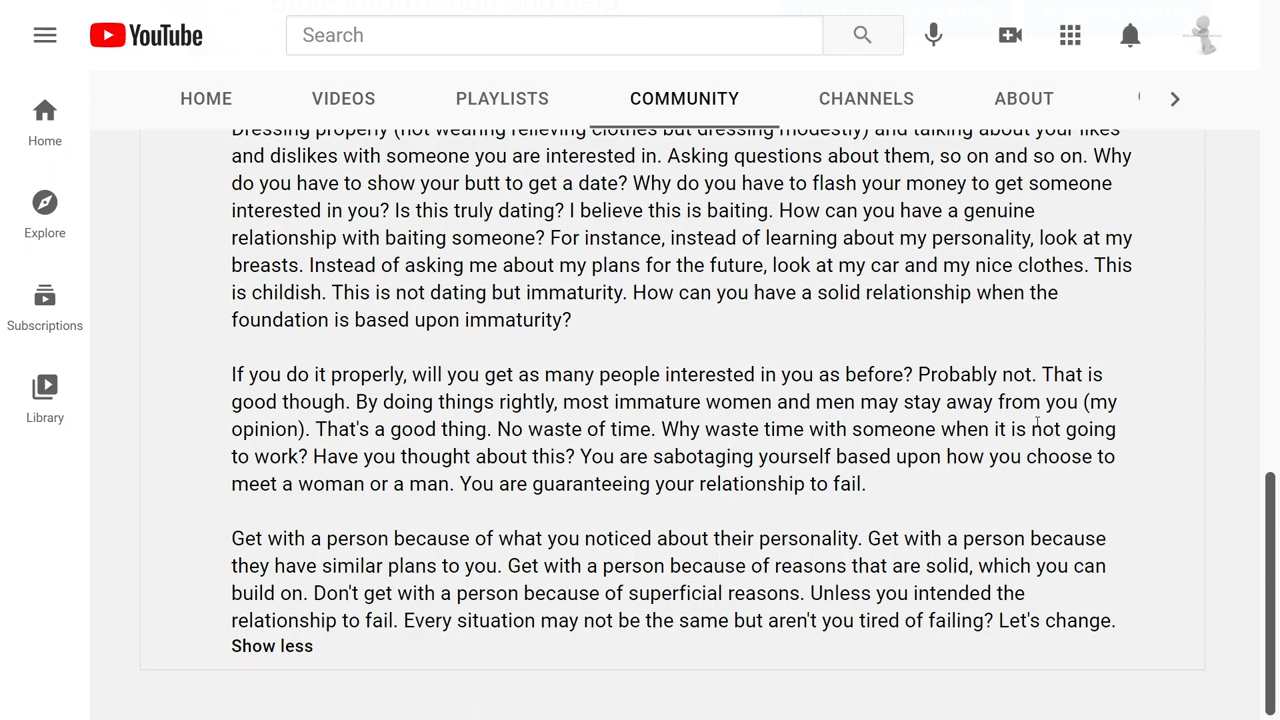 YouTube
Search
HOME
VIDEOS
PLAYLISTS
COMMUNITY
CHANNELS
ABOUT
Home
Explore
Subscriptions
Library
Dressing properly (not wearing relieving clothes but dressing modestly) and talking about your likes
and dislikes with someone you are interested in. Asking questions about them, so on and so on. Why
do you have to show your butt to get a date? Why do you have to flash your money to get someone
interested in you? Is this truly dating? I believe this is baiting. How can you have a genuine
relationship with baiting someone? For instance, instead of learning about my personality, look at my
breasts. Instead of asking me about my plans for the future, look at my car and my nice clothes. This
is childish. This is not dating but immaturity. How can you have a solid relationship when the
foundation is based upon immaturity?
If you do it properly, will you get as many people interested in you as before? Probably not. That is
good though. By doing things rightly, most immature women and men may stay away from you (my
opinion). That's a good thing. No waste of time. Why waste time with someone when it is not going
to work? Have you thought about this? You are sabotaging yourself based upon how you choose to
meet a woman or a man. You are guaranteeing your relationship to fail.
Get with a person because of what you noticed about their personality. Get with a person because
they have similar plans to you. Get with a person because of reasons that are solid, which you can
build on. Don't get with a person because of superficial reasons. Unless you intended the
relationship to fail. Every situation may not be the same but aren't you tired of failing? Let's change.
Show less